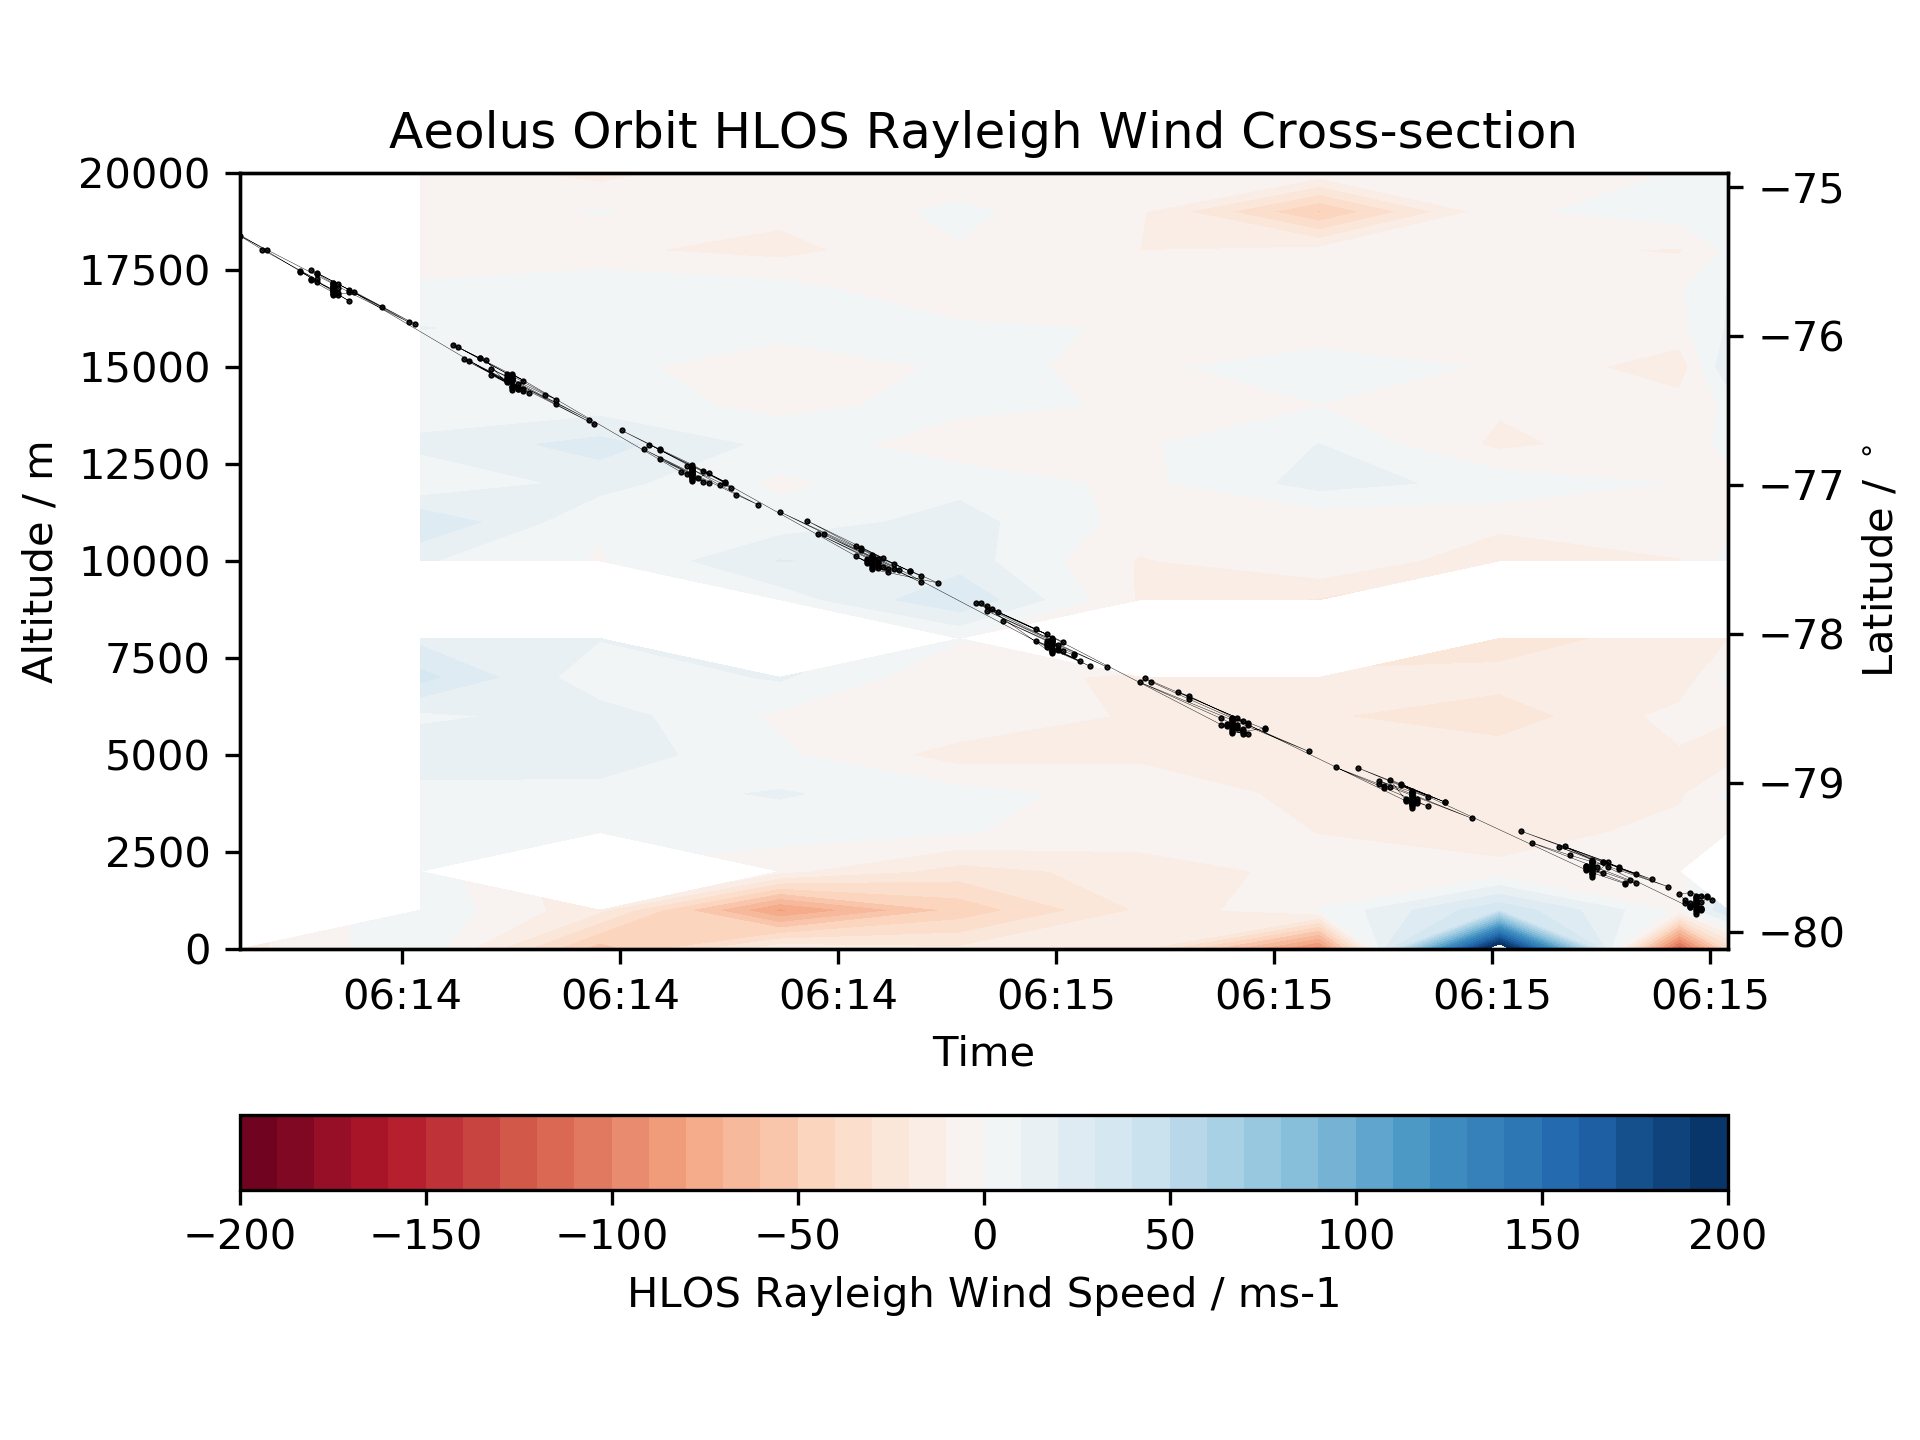 Aeolus Orbit HLOS Rayleigh Wind Cross-section
20000
17500
15000
12500
10000
7500
5000
2500
0
Altitude / m
−75
−76
−77
−78
−79
−80
Latitude / °
06:14 06:14 06:14 06:15 06:15 06:15 06:15
Time
−200 −150 −100 −50 0 50 100 150 200
HLOS Rayleigh Wind Speed / ms-1